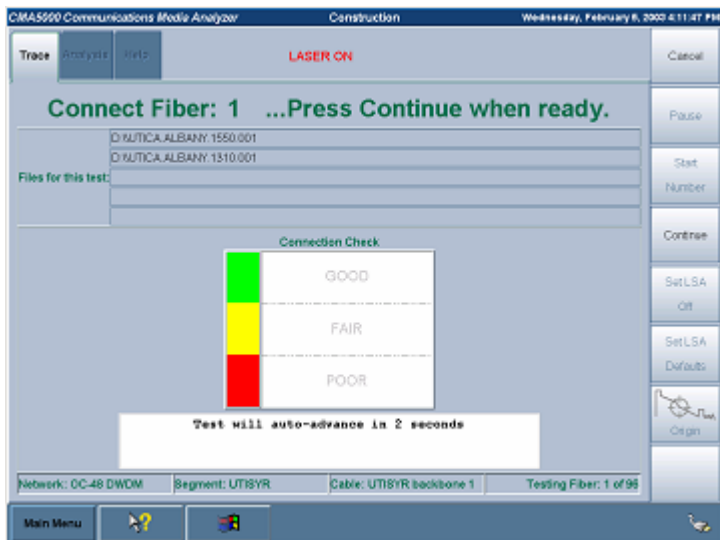 CMA5000 Communications Media Analyzer
Construction
Wednesday, February 6, 2003 4:11:47 PM
Trace
Analysis
Help
LASER ON
Cancel
Connect Fiber: 1 ...Press Continue when ready.
Pause
Files for this test:
D:\UTICA.ALBANY.1550.001
D:\UTICA.ALBANY.1310.001
Start
Number
Continue
Connection Check
GOOD
FAIR
POOR
Set LSA
Off
Set LSA
Defaults
Origin
Test will auto-advance in 2 seconds
Network: OC-48 DWDM
Segment: UTISYR
Cable: UTISYR backbone 1
Testing Fiber: 1 of 96
Main Menu